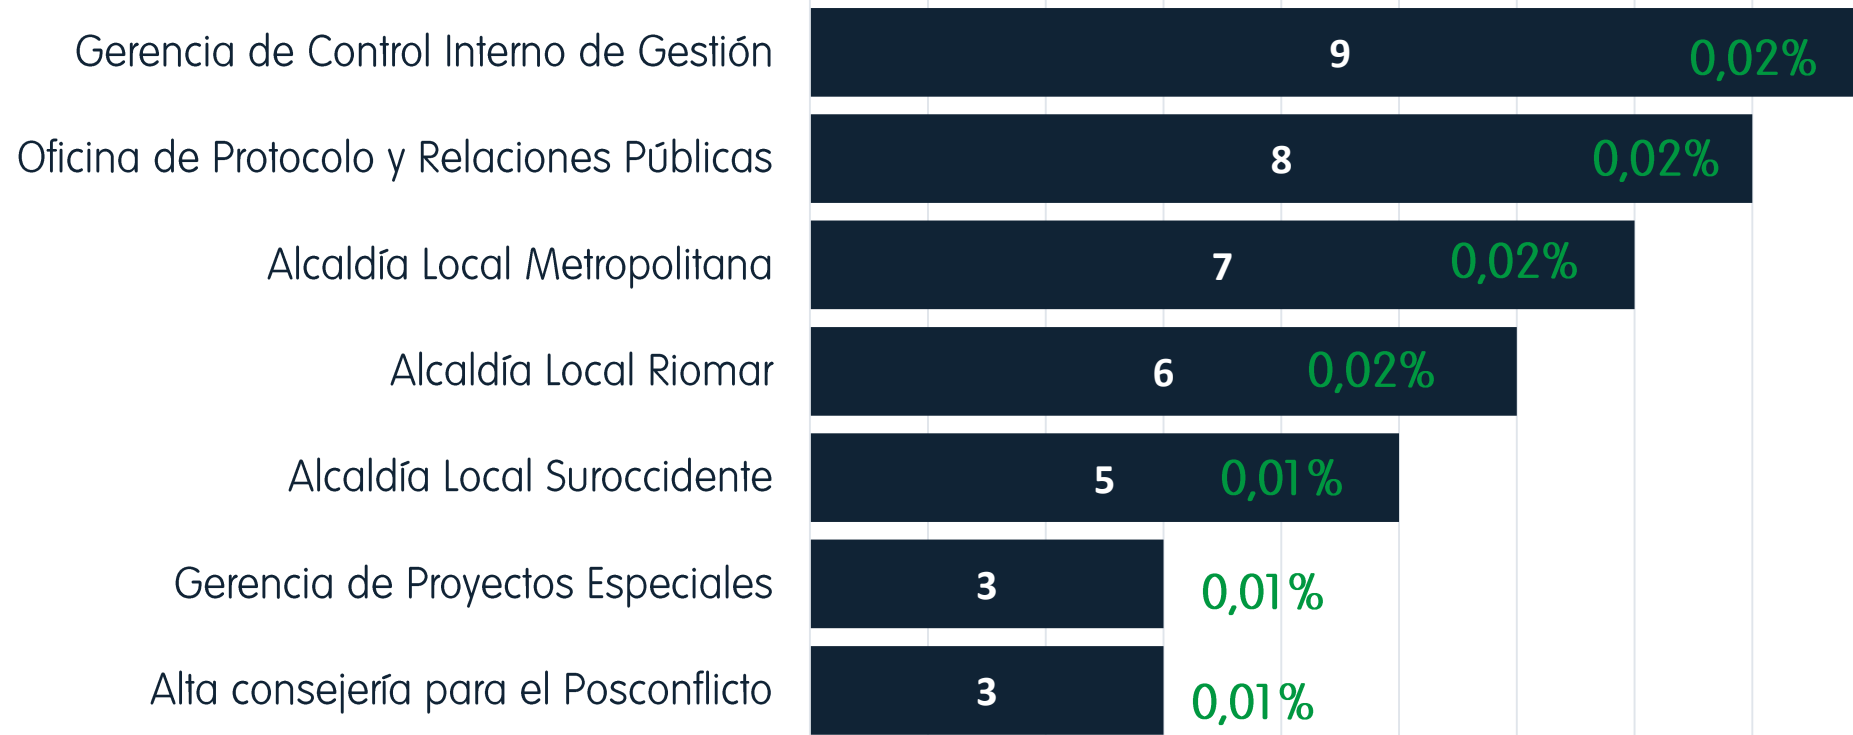 Gerencia de Control Interno de Gestión 9 0,02%
Oficina de Protocolo y Relaciones Públicas 8 0,02%
Alcaldía Local Metropolitana 7 0,02%
Alcaldía Local Riomar 6 0,02%
Alcaldía Local Suroccidente 5 0,01%
Gerencia de Proyectos Especiales 3 0,01%
Alta consejería para el Posconflicto 3 0,01%